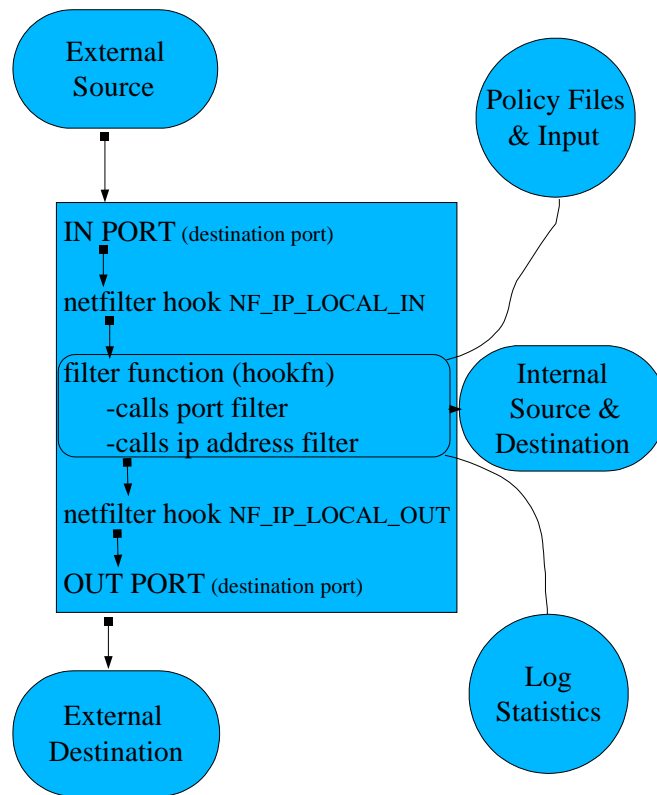 External
Source
Policy Files
& Input
IN PORT (destination port)
netfilter hook NF_IP_LOCAL_IN
filter function (hookfn)
-calls port filter
-calls ip address filter
Internal
Source &
Destination
netfilter hook NF_IP_LOCAL_OUT
OUT PORT (destination port)
External
Destination
Log
Statistics